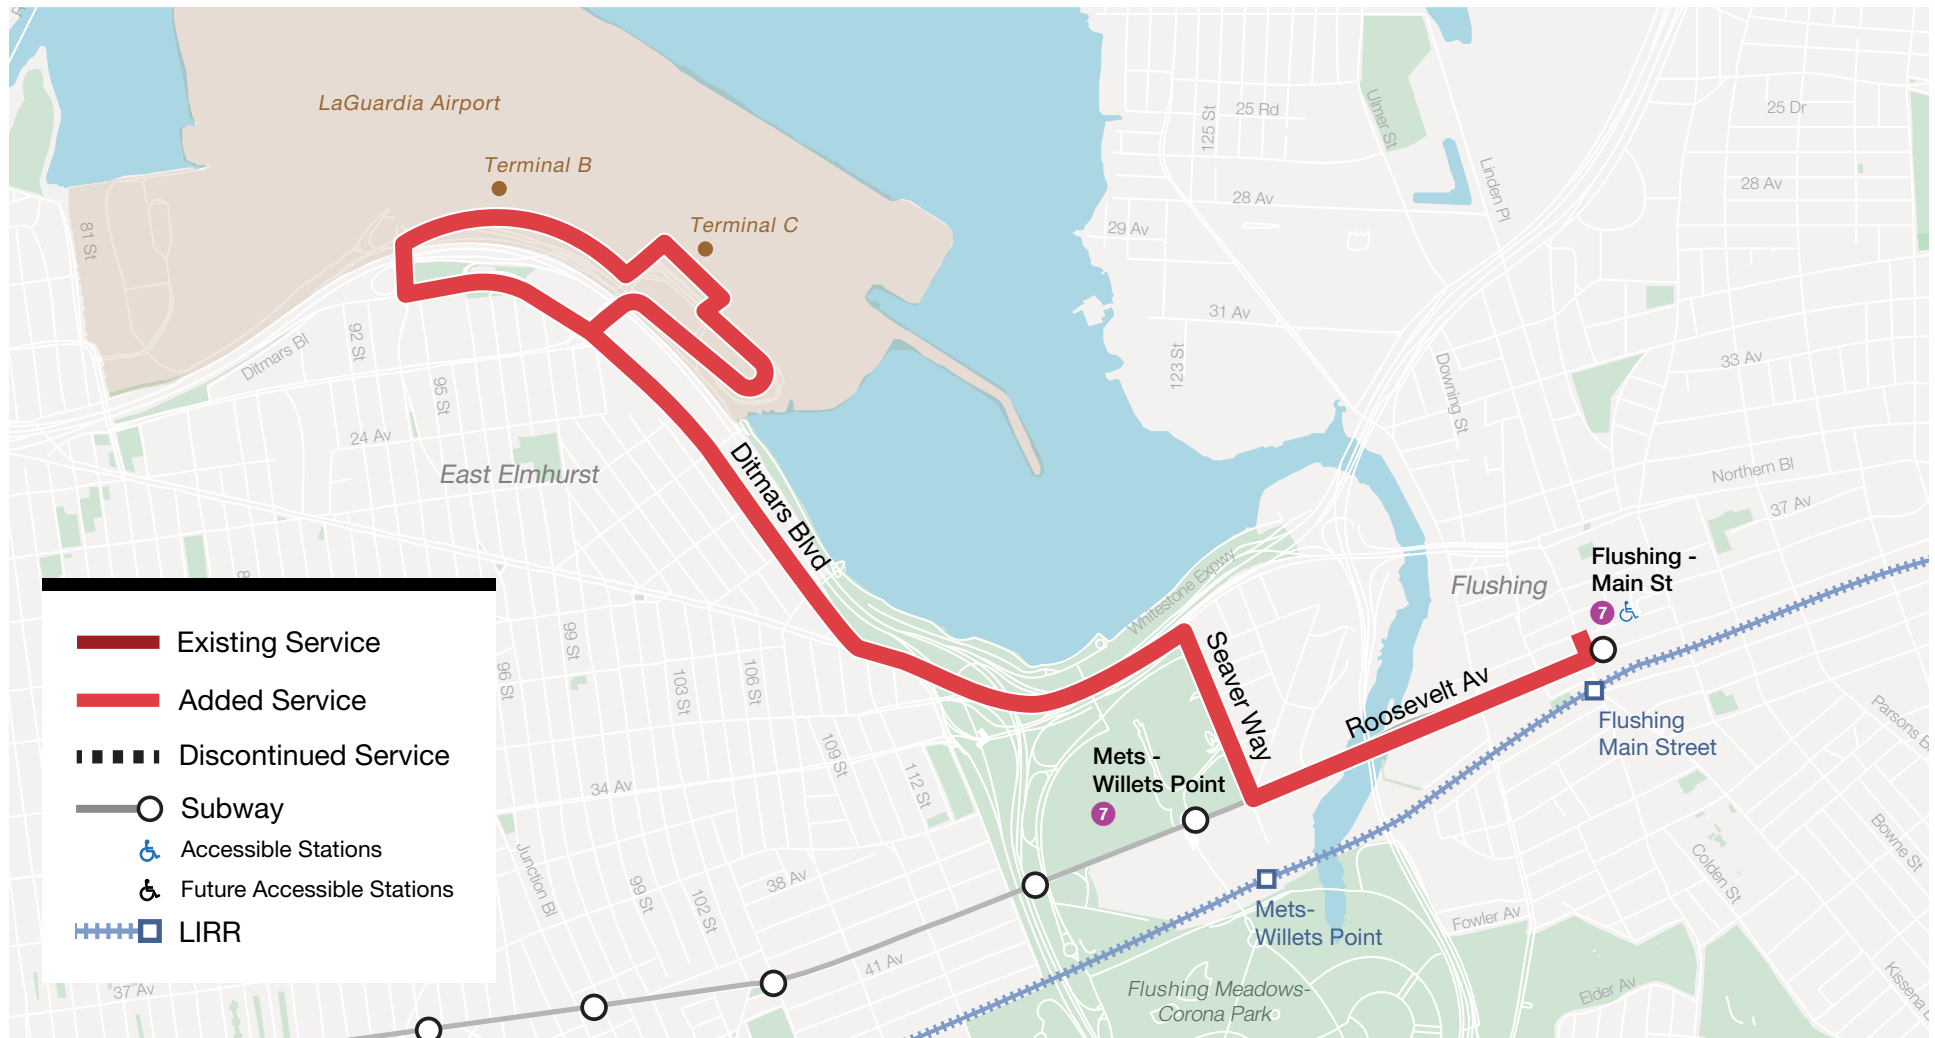 LaGuardia Airport
Terminal B
Terminal C
81 St
92 St
95 St
Ditmars Bl
24 Av
East Elmhurst
Ditmars Blvd
125 St
25 Rd
Ulmer St
Linden Pl
25 Dr
28 Av
28 Av
29 Av
31 Av
123 St
Downing St
33 Av
Northern Bl
37 Av
Whitestone Expwy
Flushing
Flushing -
Main St
7
Seaver Way
Roosevelt Av
Flushing
Main Street
Parsons B
Mets -
Willets Point
7
Mets-
Willets Point
96 St
99 St
103 St
106 St
109 St
112 St
34 Av
38 Av
Junction Bl
99 St
102 St
41 Av
37 Av
Flushing Meadows-
Corona Park
Fowler Av
Elder Av
Colden St
Bowne St
Kissena
Existing Service
Added Service
Discontinued Service
Subway
Accessible Stations
Future Accessible Stations
LIRR